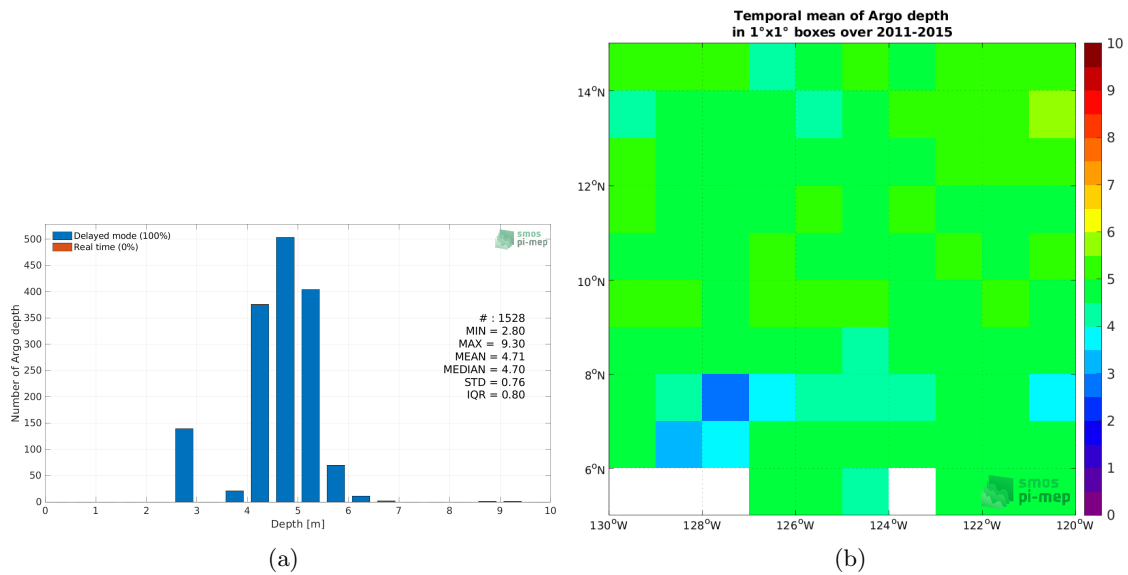 Temporal mean of Argo depth
in 1°x1° boxes over 2011-2015
Delayed mode (100%)
Real time (0%)
smos
pi-mep
# : 1528
MIN = 2.80
MAX = 9.30
MEAN = 4.71
MEDIAN = 4.70
STD = 0.76
IQR = 0.80
Number of Argo depth
500
450
400
350
300
250
200
150
100
50
0
0 1 2 3 4 5 6 7 8 9 10
Depth [m]
(a)
14°N
12°N
10°N
8°N
6°N
130°W 128°W 126°W 124°W 122°W 120°W
smos
pi-mep
10
9
8
7
6
5
4
3
2
1
0
(b)